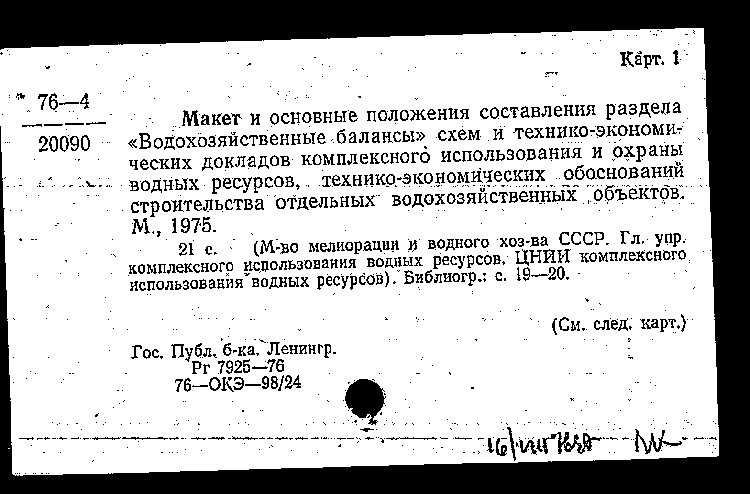 Карт. 1
76—4
20090
Макет и основные положения составления раздела
«Водохозяйственные балансы» схем и технико-экономи-
ческих докладов комплексного использования и охраны
водных ресурсов, технико-экономических обоснований
строительства отдельных водохозяйственных объектов.
М., 1975.
21 с. (М-во мелиорации и водного хоз-ва СССР. Гл. упр.
комплексного использования водных ресурсов. ЦНИИ комплексного
использования водных ресурсов). Библиогр.: с. 19—20.
(См. след. карт.)
Гос. Публ. б-ка. Ленингр.
Рг 7925—76
76—ОКЭ—98/24